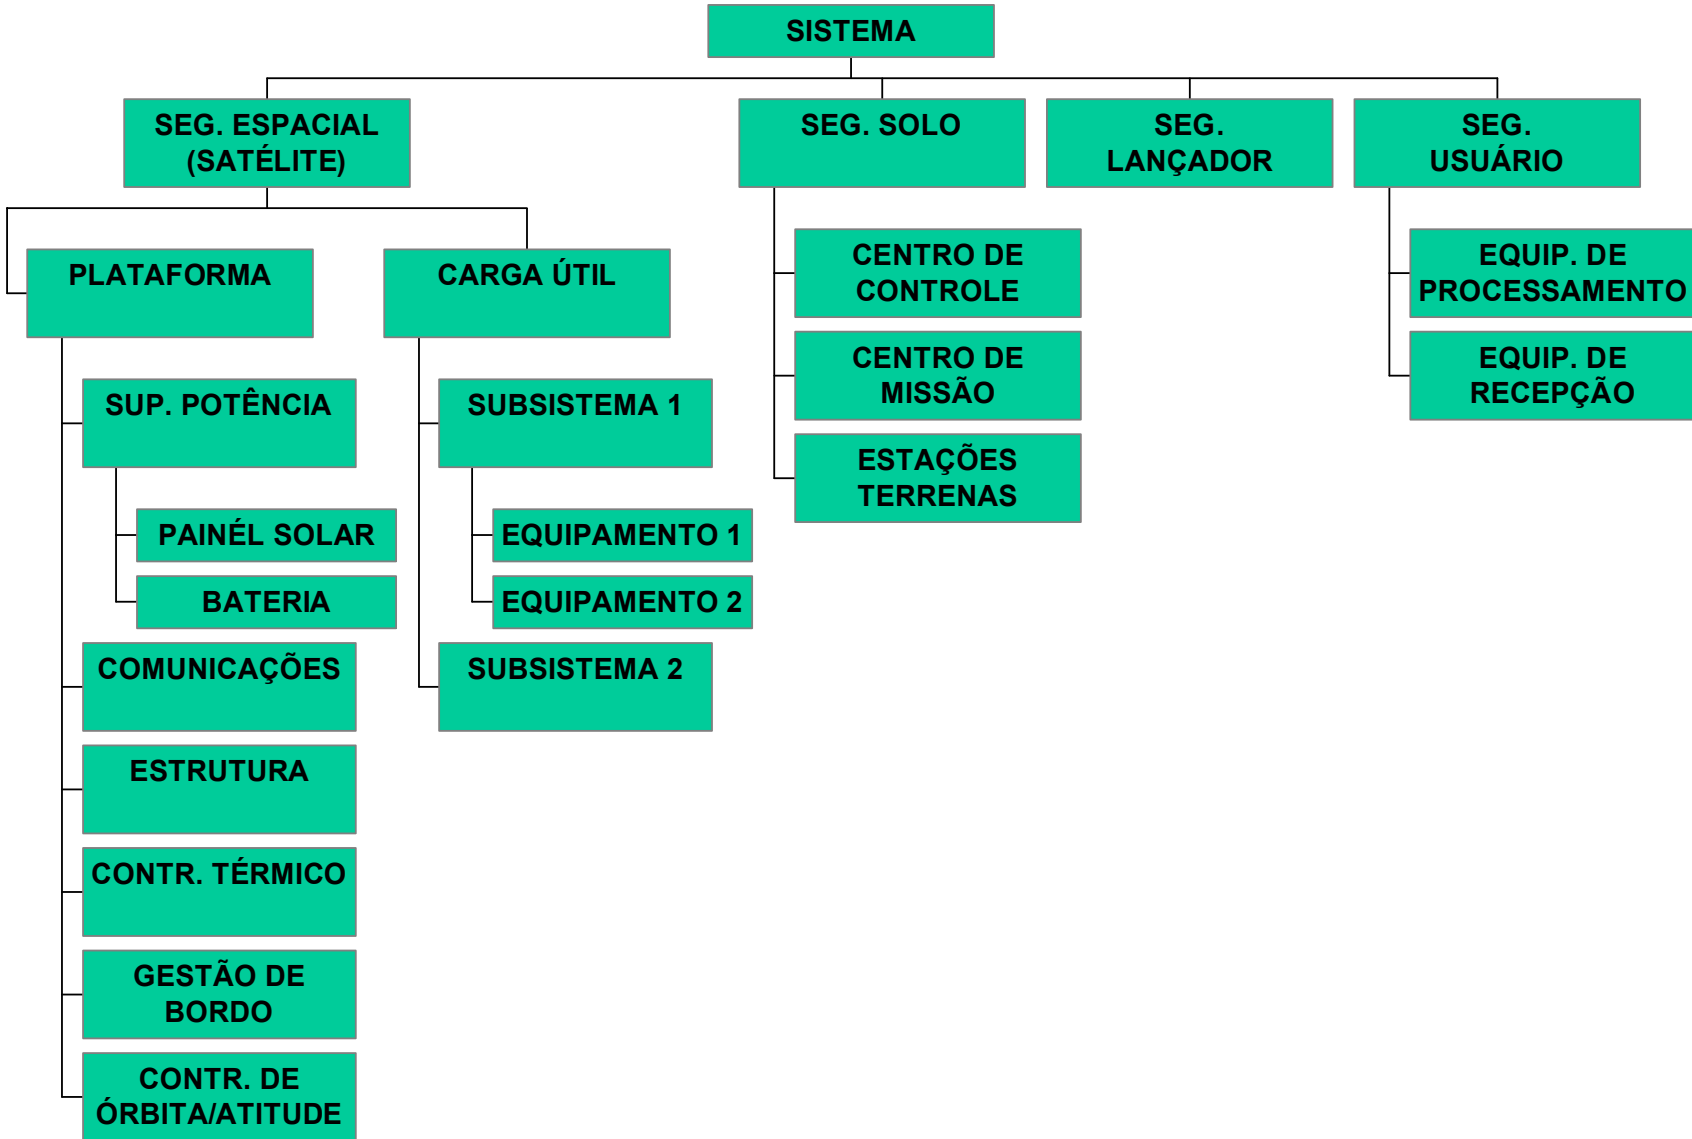 SISTEMA
SEG. ESPACIAL
(SATÉLITE)
SEG. SOLO
SEG.
LANÇADOR
SEG.
USUÁRIO
PLATAFORMA
CARGA ÚTIL
CENTRO DE
CONTROLE
EQUIP. DE
PROCESSAMENTO
CENTRO DE
MISSÃO
EQUIP. DE
RECEPÇÃO
ESTAÇÕES
TERRENAS
SUP. POTÊNCIA
PAINÉL SOLAR
BATERIA
COMUNICAÇÕES
ESTRUTURA
CONTR. TÉRMICO
GESTÃO DE
BORDO
CONTR. DE
ÓRBITA/ATITUDE
SUBSISTEMA 1
EQUIPAMENTO 1
EQUIPAMENTO 2
SUBSISTEMA 2